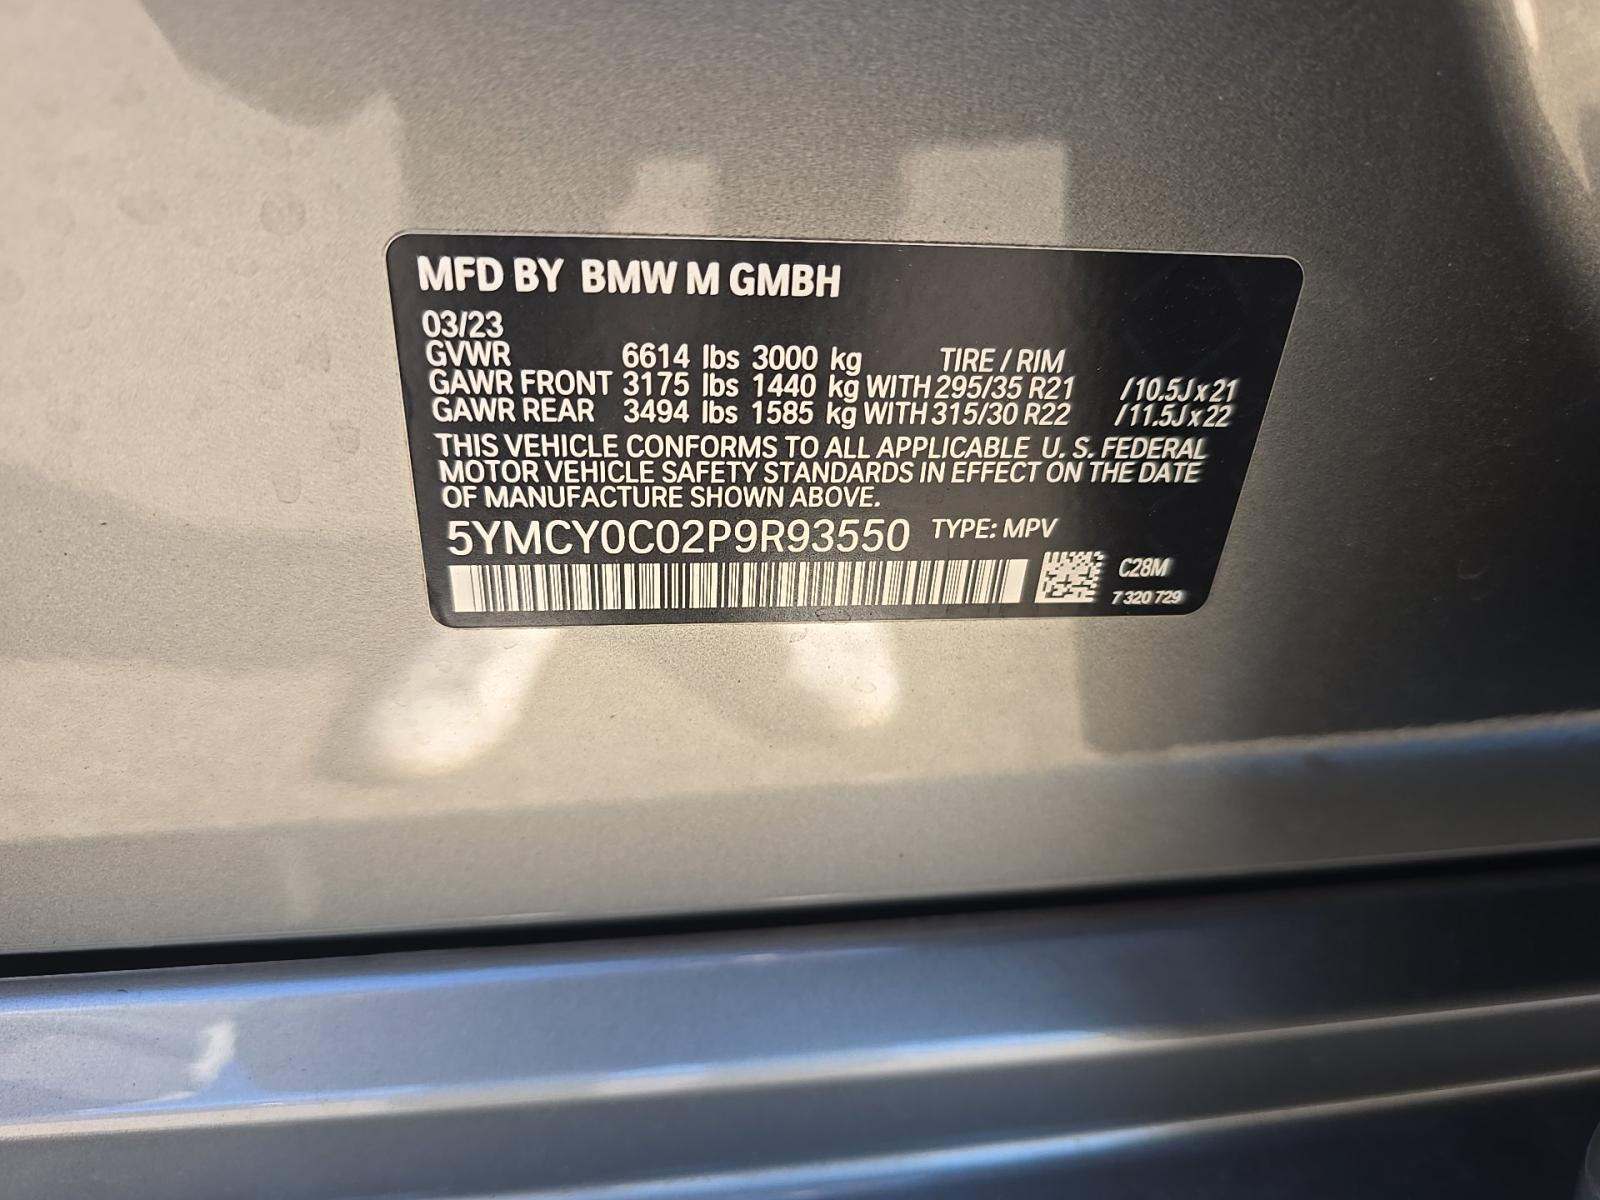 MFD BY BMW M GMBH
03/23
GVWR 6614 lbs 3000 kg TIRE / RIM
GAWR FRONT 3175 lbs 1440 kg WITH 295/35 R21 / 10.5J x 21
GAWR REAR 3494 lbs 1585 kg WITH 315/30 R22 / 11.5J x 22
THIS VEHICLE CONFORMS TO ALL APPLICABLE U. S. FEDERAL
MOTOR VEHICLE SAFETY STANDARDS IN EFFECT ON THE DATE
OF MANUFACTURE SHOWN ABOVE.
5YMCY0C02P9R93550 TYPE: MPV
C28M
7 320 729